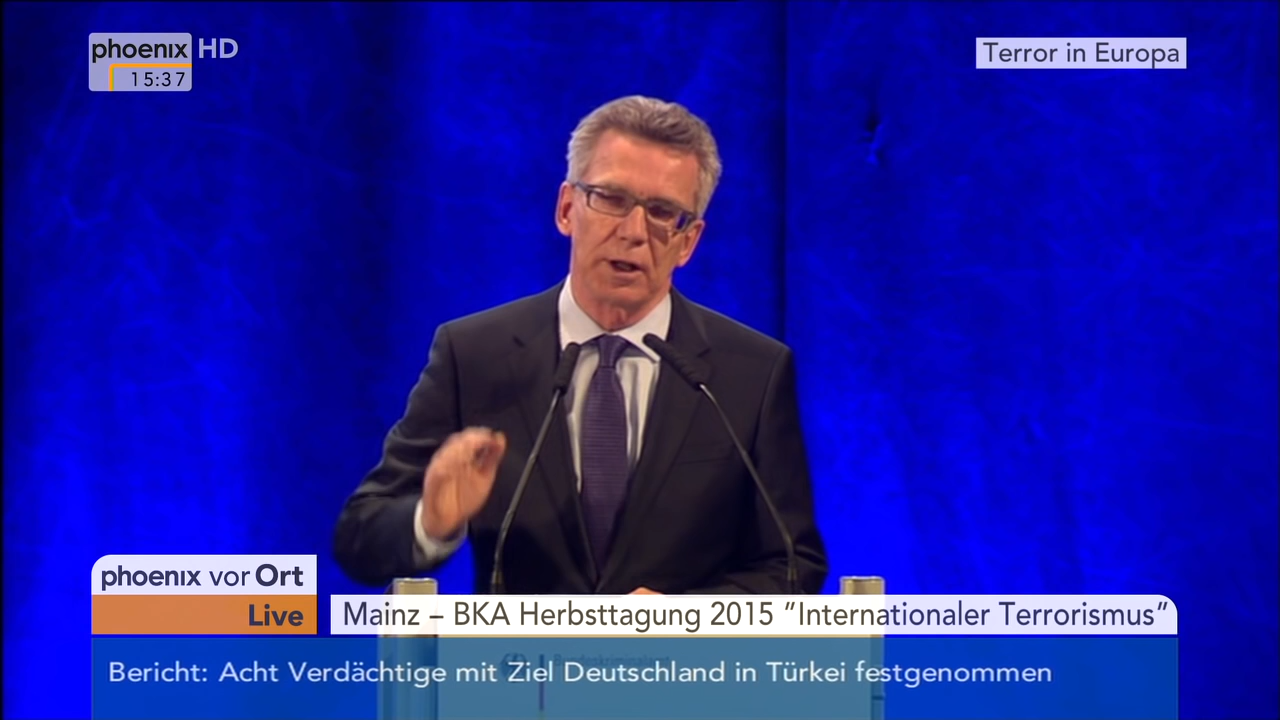 phoenix HD
15:37
Terror in Europa
phoenix vor Ort
Live
Mainz – BKA Herbsttagung 2015 "Internationaler Terrorismus"
Bericht: Acht Verdächtige mit Ziel Deutschland in Türkei festgenommen